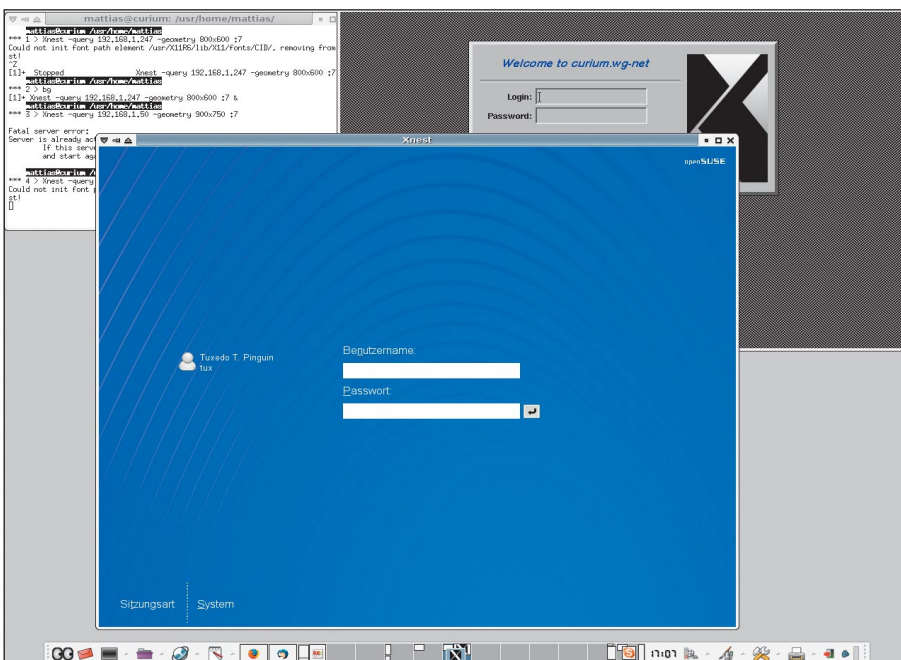 mattias@curium: /usr/home/mattias/
mattias@curium /usr/home/mattias
*** 1 > Xnest -query 192.168.1.247 -geometry 800x600 :7
Could not init font path element /usr/X11R6/lib/X11/fonts/CID/, removing from
st!
^Z
[1]+ Stopped Xnest -query 192.168.1.247 -geometry 800x600 :7
mattias@curium /usr/home/mattias
*** 2 > bg
[1]+ Xnest -query 192.168.1.247 -geometry 800x600 :7 &
mattias@curium /usr/home/mattias
*** 3 > Xnest -query 192.168.1.50 -geometry 900x750 :7
Fatal server error:
Server is already act
If this serve
and start aga
mattias@curium /u
*** 4 > Xnest -query
Could not init font p
st!
Welcome to curium.wg-net
Login:
Password:
Xnest
openSUSE
Tuxedo T. Pinguin
tux
Benutzername:
Passwort:
Sitzungsart
System
17:07